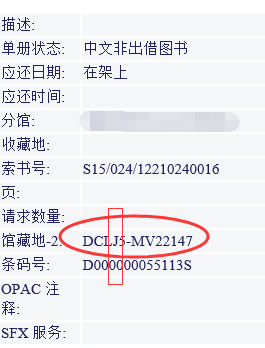 描述:
单册状态: 中文非出借图书
应还日期: 在架上
应还时间:
分馆:
收藏地:
索书号: S15/024/12210240016
页:
请求数量:
馆藏地-2: DCLJ5-MV22147
条码号: D000000055113S
OPAC 注
释:
SFX 服务: